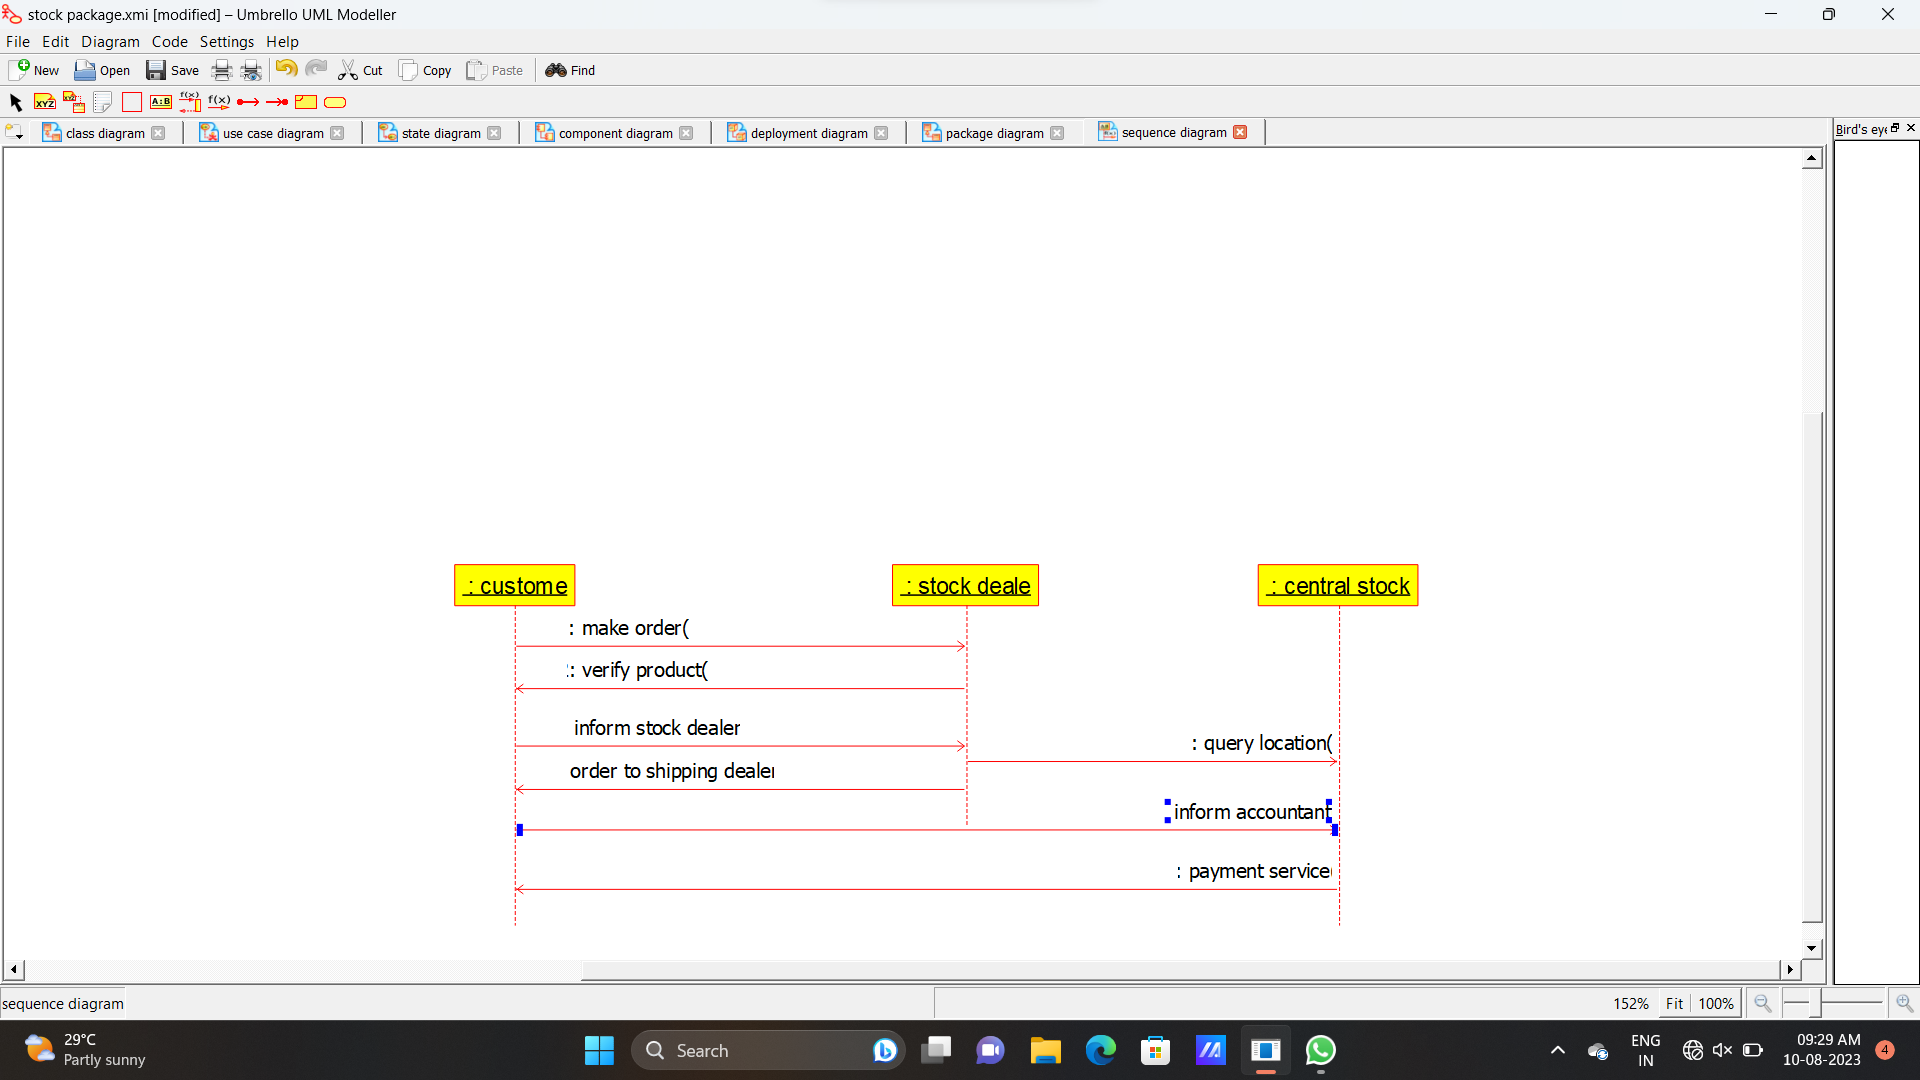 stock package.xmi [modified] – Umbrello UML Modeller
File Edit Diagram Code Settings Help
New Open Save Cut Copy Paste Find
XYZ A:B f(x) f(x)
class diagram use case diagram state diagram component diagram deployment diagram package diagram sequence diagram
Bird's eye
: custome : stock deale : central stock
: make order(
: verify product(
inform stock dealer
: query location(
order to shipping dealer
inform accountant
: payment service(
sequence diagram
152% Fit 100%
29°C
Partly sunny
Search
ENG
IN
09:29 AM
10-08-2023
4